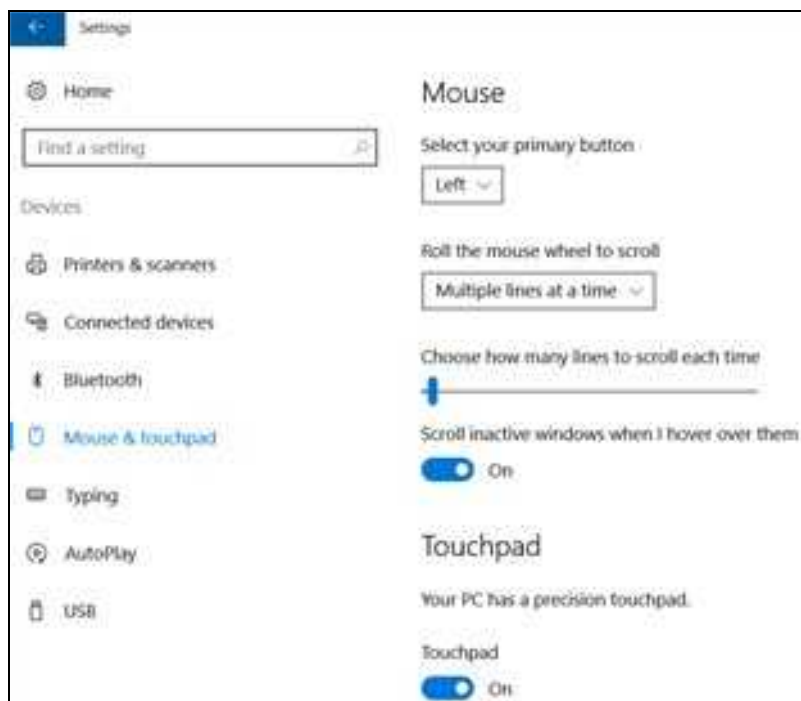 Settings
Home
Find a setting
Devices
Printers & scanners
Connected devices
Bluetooth
Mouse & touchpad
Typing
AutoPlay
USB
Mouse
Select your primary button
Left
Roll the mouse wheel to scroll
Multiple lines at a time
Choose how many lines to scroll each time
Scroll inactive windows when I hover over them
On
Touchpad
Your PC has a precision touchpad.
Touchpad
On